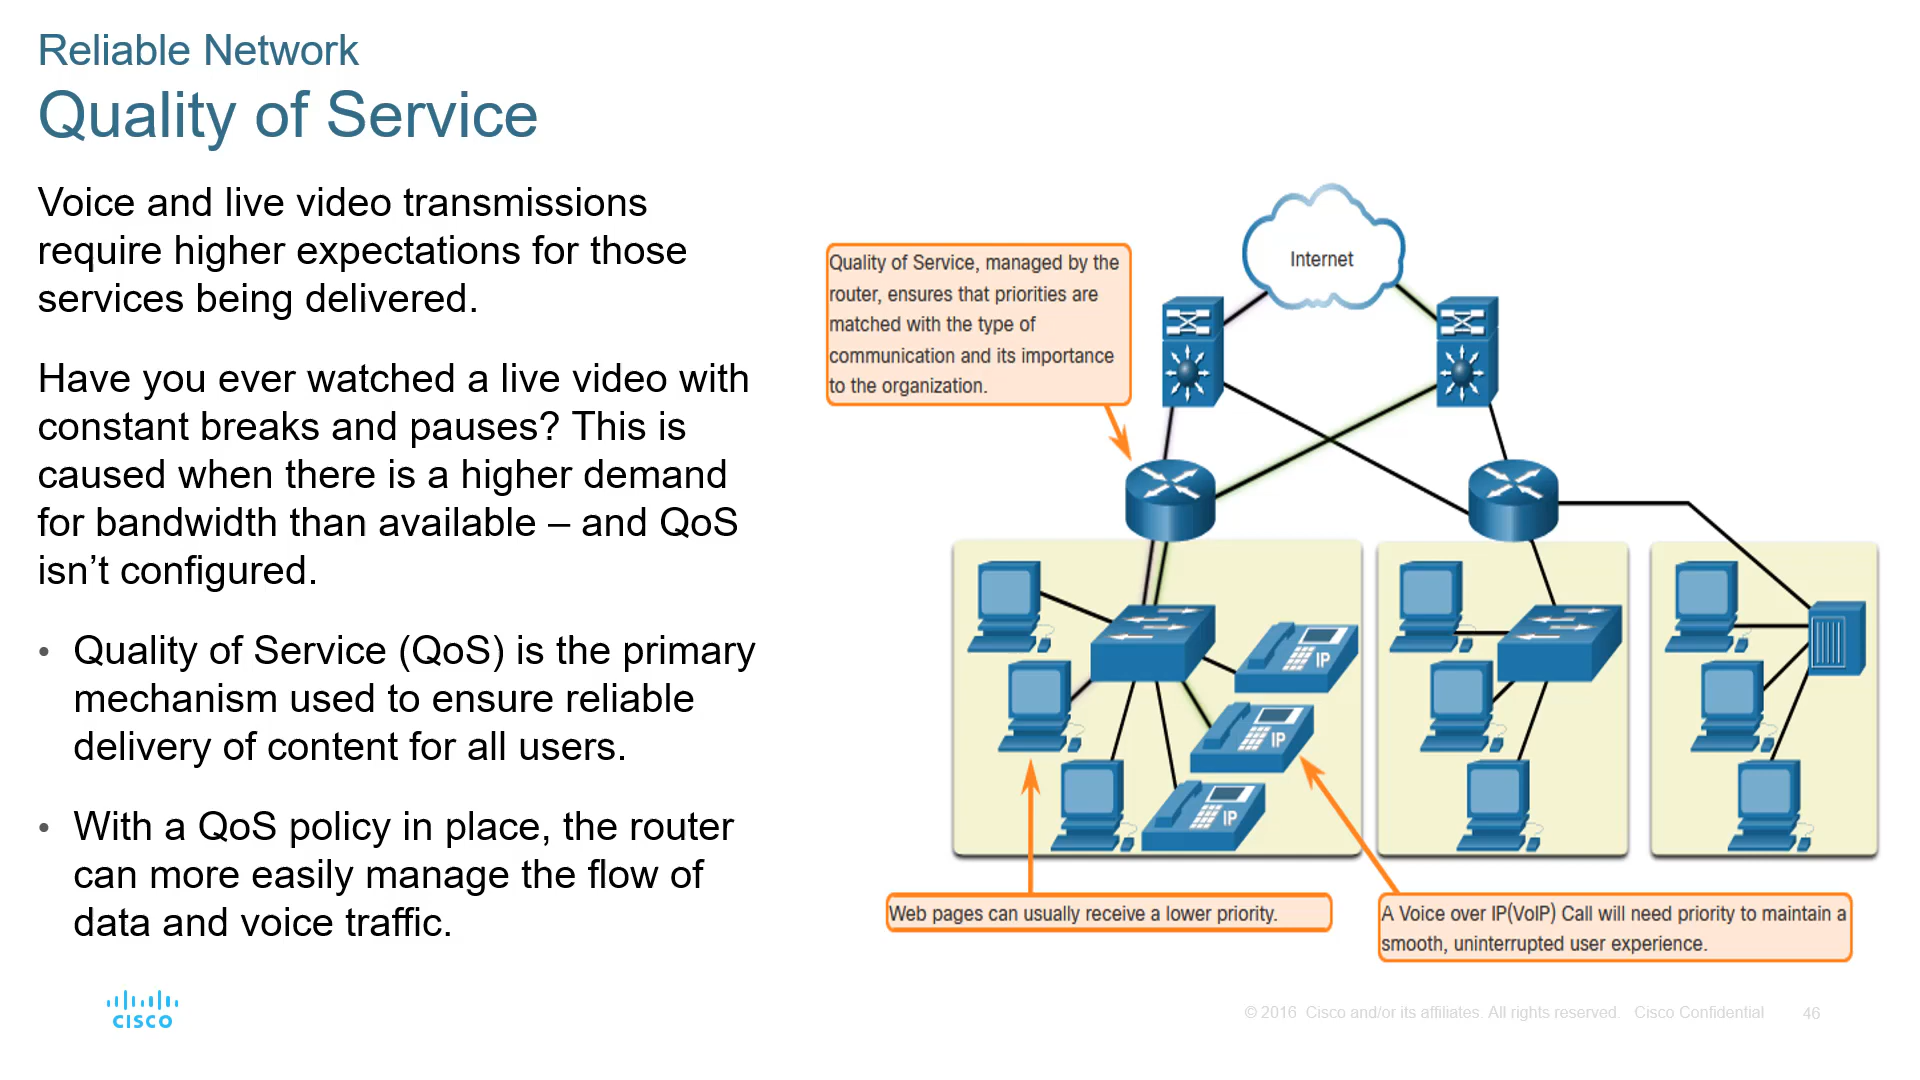 Reliable Network
Quality of Service
Voice and live video transmissions
require higher expectations for those
services being delivered.
Have you ever watched a live video with
constant breaks and pauses? This is
caused when there is a higher demand
for bandwidth than available – and QoS
isn’t configured.
• Quality of Service (QoS) is the primary
mechanism used to ensure reliable
delivery of content for all users.
• With a QoS policy in place, the router
can more easily manage the flow of
data and voice traffic.
Internet
Quality of Service, managed by the
router, ensures that priorities are
matched with the type of
communication and its importance
to the organization.
IP
IP
IP
Web pages can usually receive a lower priority.
A Voice over IP(VoIP) Call will need priority to maintain a
smooth, uninterrupted user experience.
CISCO
© 2016 Cisco and/or its affiliates. All rights reserved. Cisco Confidential
46